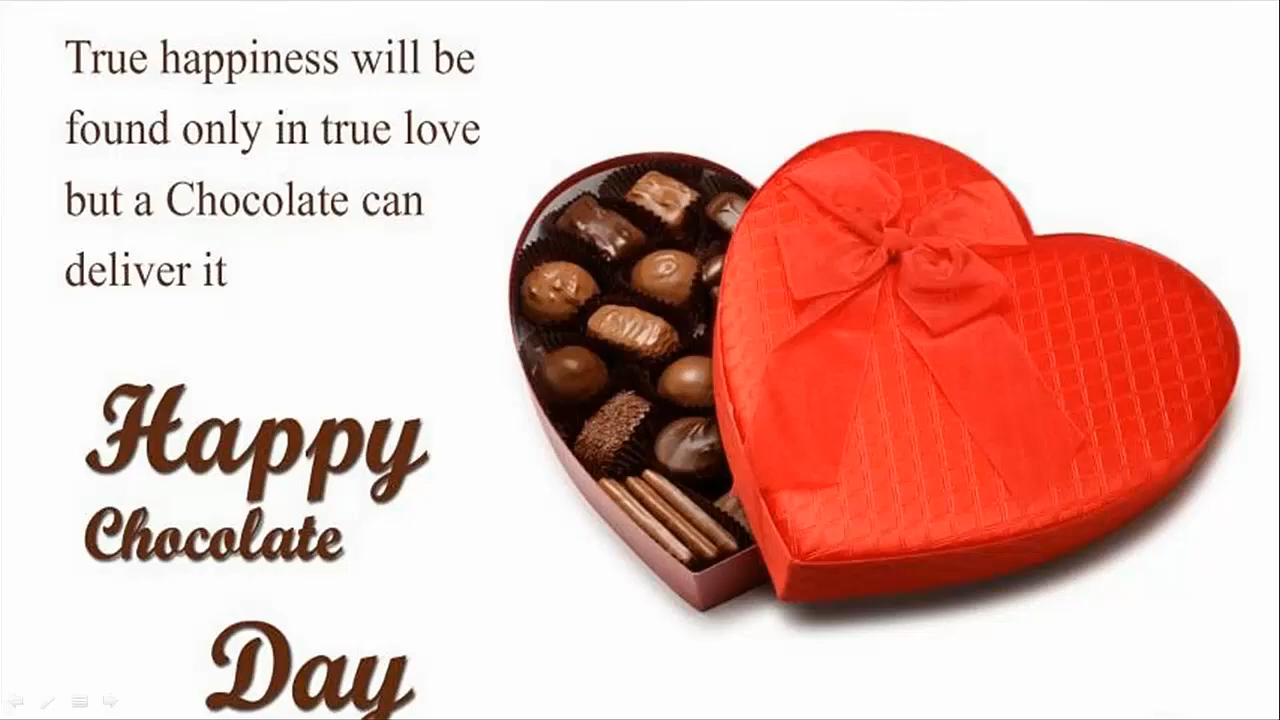 True happiness will be
found only in true love
but a Chocolate can
deliver it
Happy
Chocolate
Day